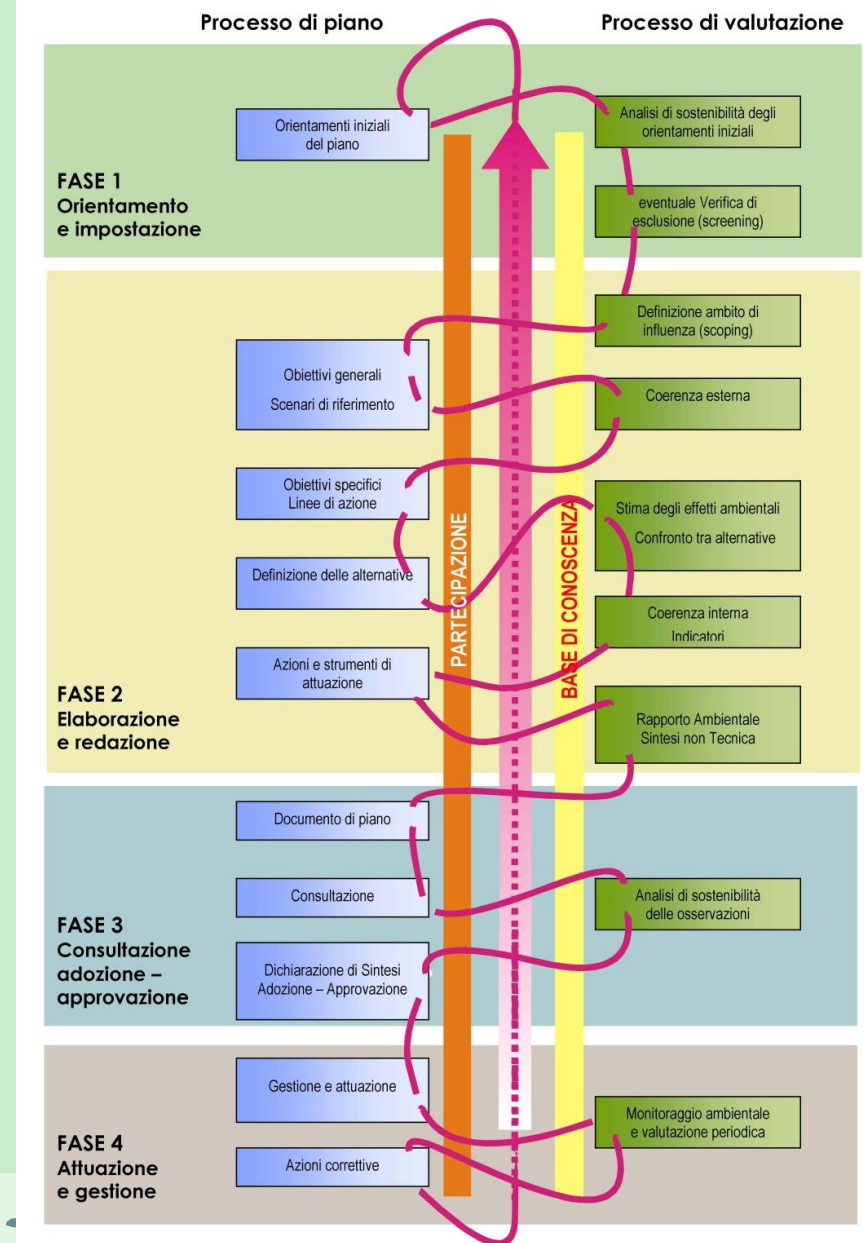 Processo di piano
Processo di valutazione
FASE 1
Orientamento
e impostazione
Orientamenti iniziali
del piano
Analisi di sostenibilità degli
orientamenti iniziali
eventuale Verifica di
esclusione (screening)
FASE 2
Elaborazione
e redazione
Definizione ambito di
influenza (scoping)
Obiettivi generali
Scenari di riferimento
Coerenza esterna
Obiettivi specifici
Linee di azione
Stima degli effetti ambientali
Confronto tra alternative
Definizione delle alternative
Coerenza interna
Indicatori
Azioni e strumenti di
attuazione
Rapporto Ambientale
Sintesi non Tecnica
PARTECIPAZIONE
BASE DI CONOSCENZA
FASE 3
Consultazione
adozione –
approvazione
Documento di piano
Consultazione
Analisi di sostenibilità
delle osservazioni
Dichiarazione di Sintesi
Adozione – Approvazione
FASE 4
Attuazione
e gestione
Gestione e attuazione
Monitoraggio ambientale
e valutazione periodica
Azioni correttive